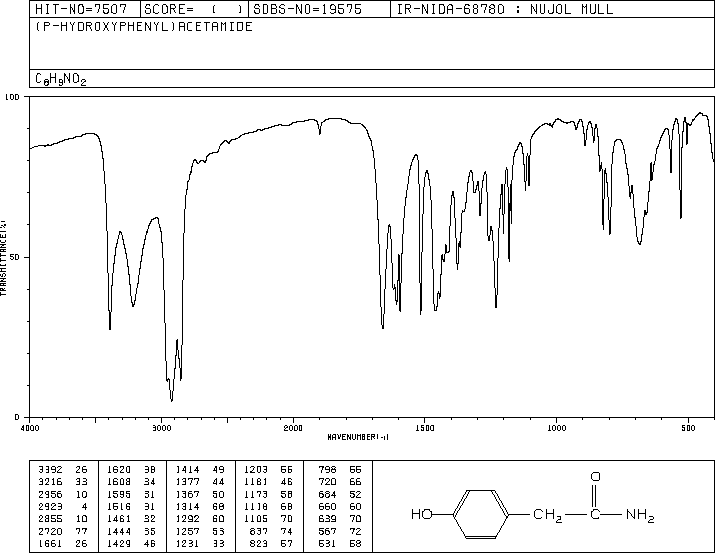 HIT-NO=7507 SCORE= ( ) SDBS-NO=19575 IR-NIDA-68780 : NUJOL MULL
(P-HYDROXYPHENYL)ACETAMIDE
C8H9NO2
100
TRANSMITTANCE(%)
50
0
4000 3000 2000 1500 1000 500
WAVENUMBER(-1)
3392 26 1620 38 1414 49 1203 55 798 55
3216 33 1608 34 1377 44 1181 46 720 66
2956 10 1595 31 1367 50 1173 58 684 52
2923 4 1516 31 1314 68 1118 68 660 60
2855 10 1461 32 1292 60 1105 70 639 70
2720 77 1444 35 1257 53 837 74 567 72
1661 26 1429 46 1231 33 823 57 531 58
O
HO CH2 C NH2